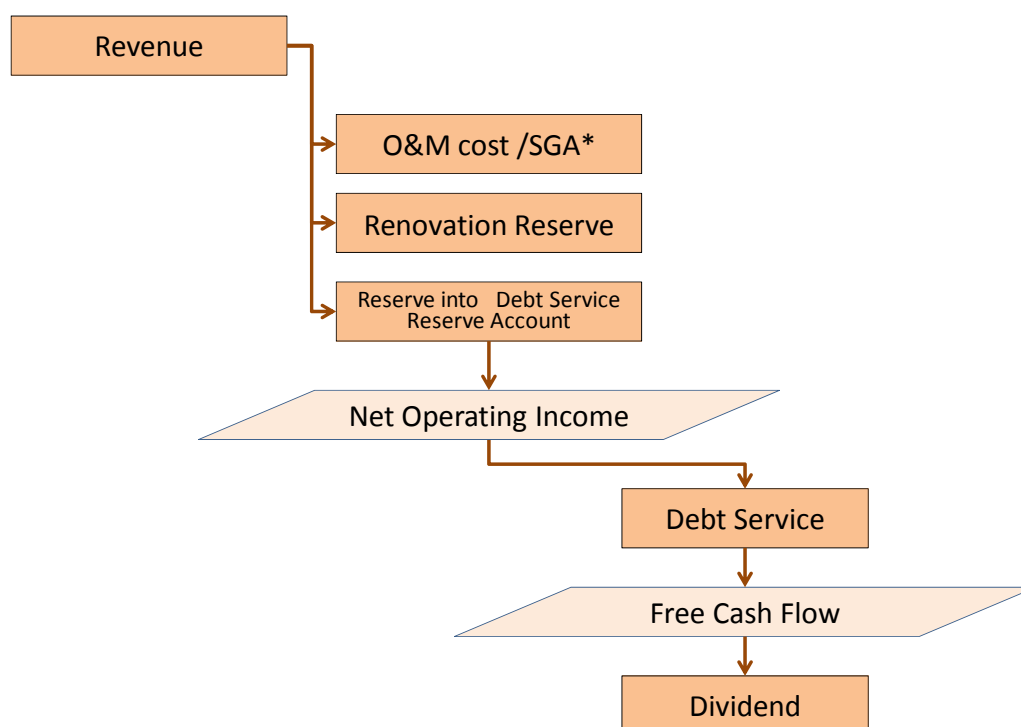 Revenue
O&M cost /SGA*
Renovation Reserve
Reserve into Debt Service
Reserve Account
Net Operating Income
Debt Service
Free Cash Flow
Dividend